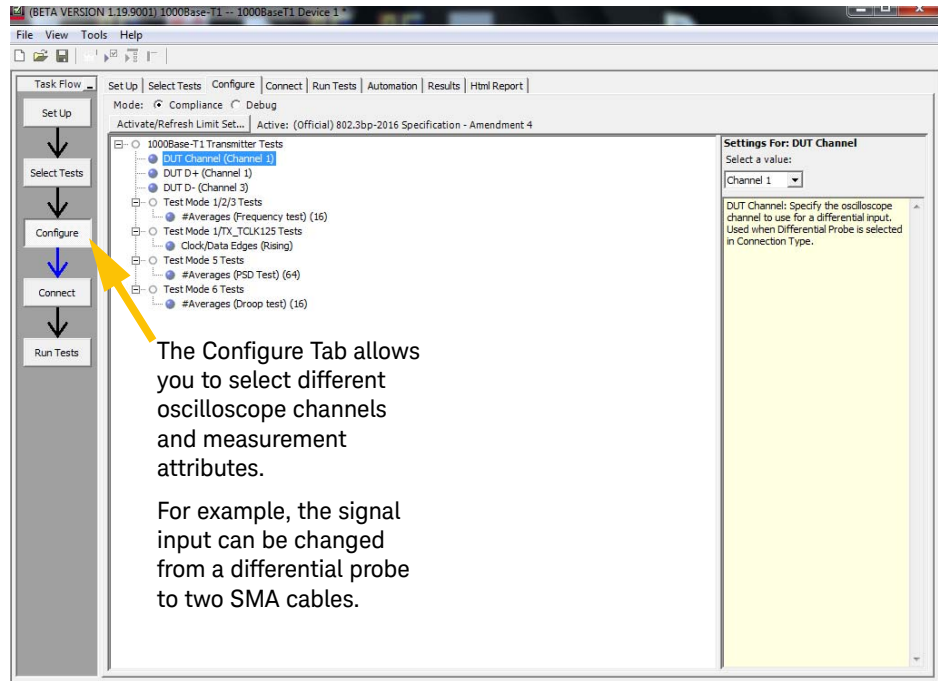 (BETA VERSION 1.19.9001) 1000Base-T1 -- 1000BaseT1 Device 1 *
File View Tools Help
Task Flow
Set Up
Select Tests
Configure
Connect
Run Tests
Set Up Select Tests Configure Connect Run Tests Automation Results Html Report
Mode: Compliance Debug
Activate/Refresh Limit Set... Active: (Official) 802.3bp-2016 Specification - Amendment 4
1000Base-T1 Transmitter Tests
DUT Channel (Channel 1)
DUT D+ (Channel 1)
DUT D- (Channel 3)
Test Mode 1/2/3 Tests
#Averages (Frequency test) (16)
Test Mode 1/TX_TCLK125 Tests
Clock/Data Edges (Rising)
Test Mode 5 Tests
#Averages (PSD Test) (64)
Test Mode 6 Tests
#Averages (Droop test) (16)
Settings For: DUT Channel
Select a value:
Channel 1
DUT Channel: Specify the oscilloscope
channel to use for a differential input.
Used when Differential Probe is selected
in Connection Type.
The Configure Tab allows
you to select different
oscilloscope channels
and measurement
attributes.
For example, the signal
input can be changed
from a differential probe
to two SMA cables.